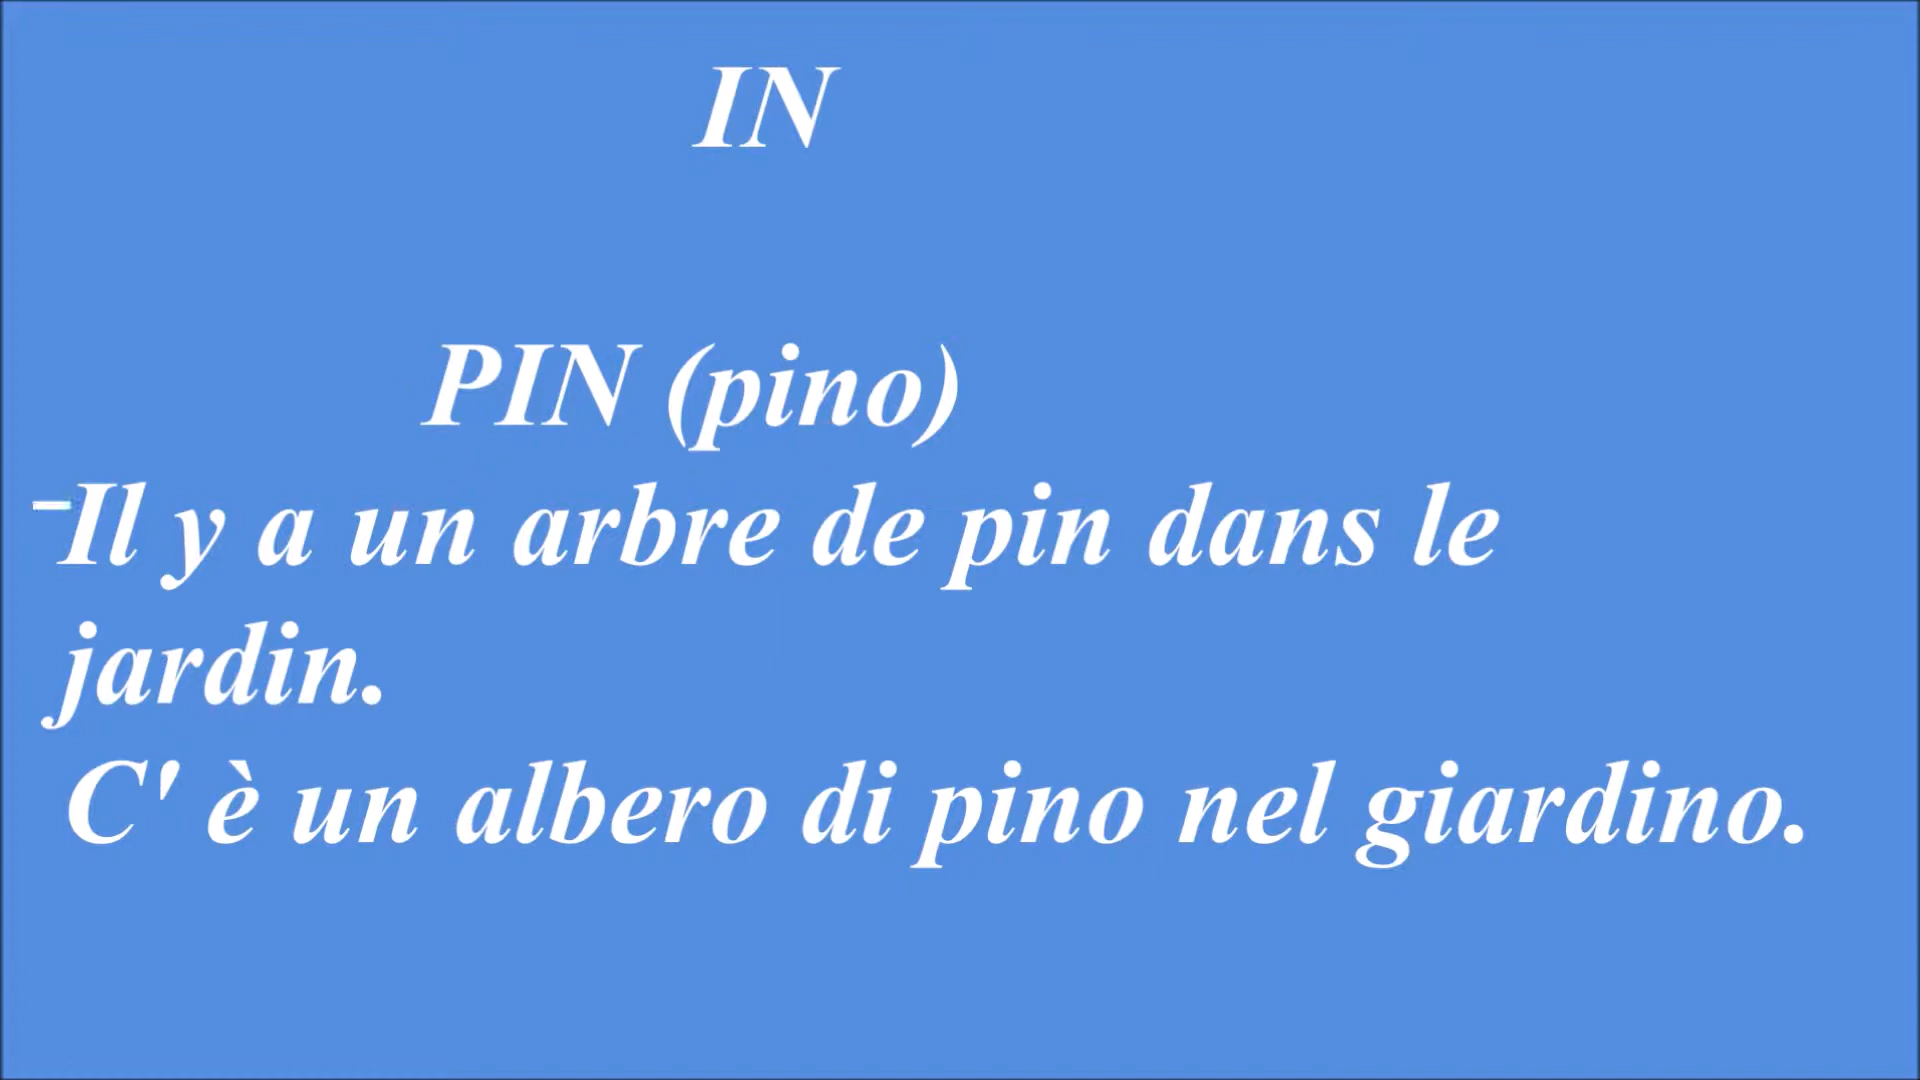 IN
PIN (pino)
-Il y a un arbre de pin dans le
jardin.
C' è un albero di pino nel giardino.